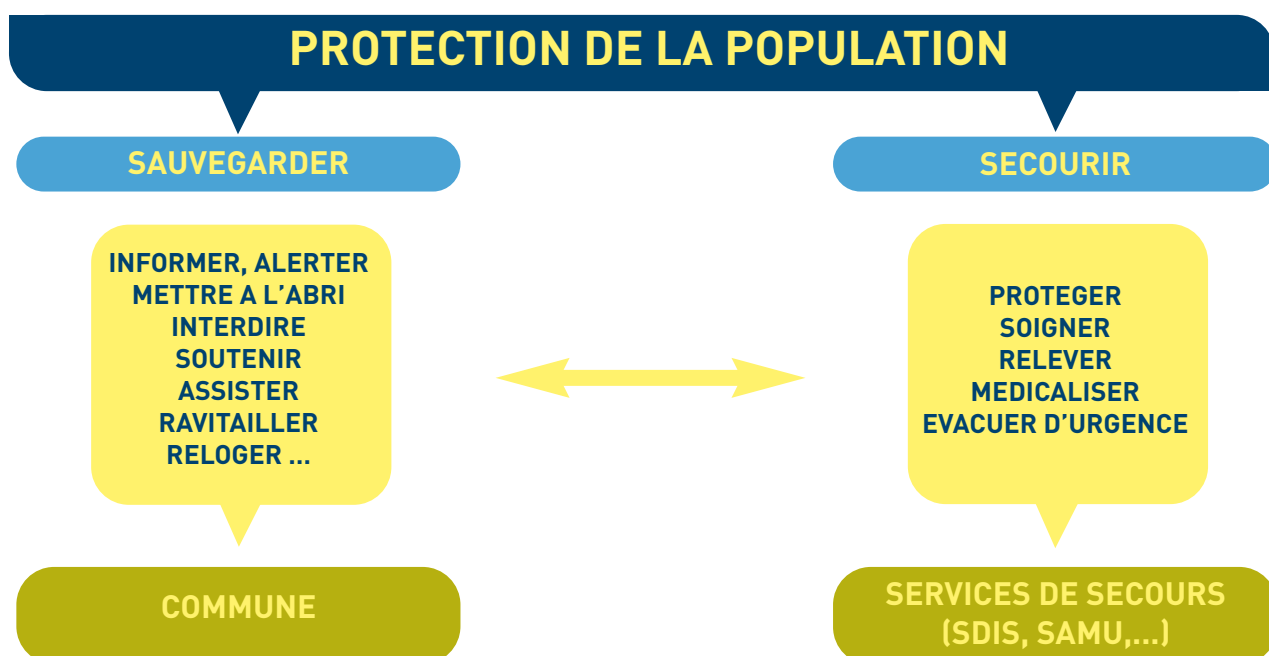 PROTECTION DE LA POPULATION
SAUVEGARDER
INFORMER, ALERTER
METTRE A L’ABRI
INTERDIRE
SOUTENIR
ASSISTER
RAVITAILLER
RELOGER ...
COMMUNE
SECOURIR
PROTEGER
SOIGNER
RELEVER
MEDICALISER
EVACUER D’URGENCE
SERVICES DE SECOURS
(SDIS, SAMU,...)